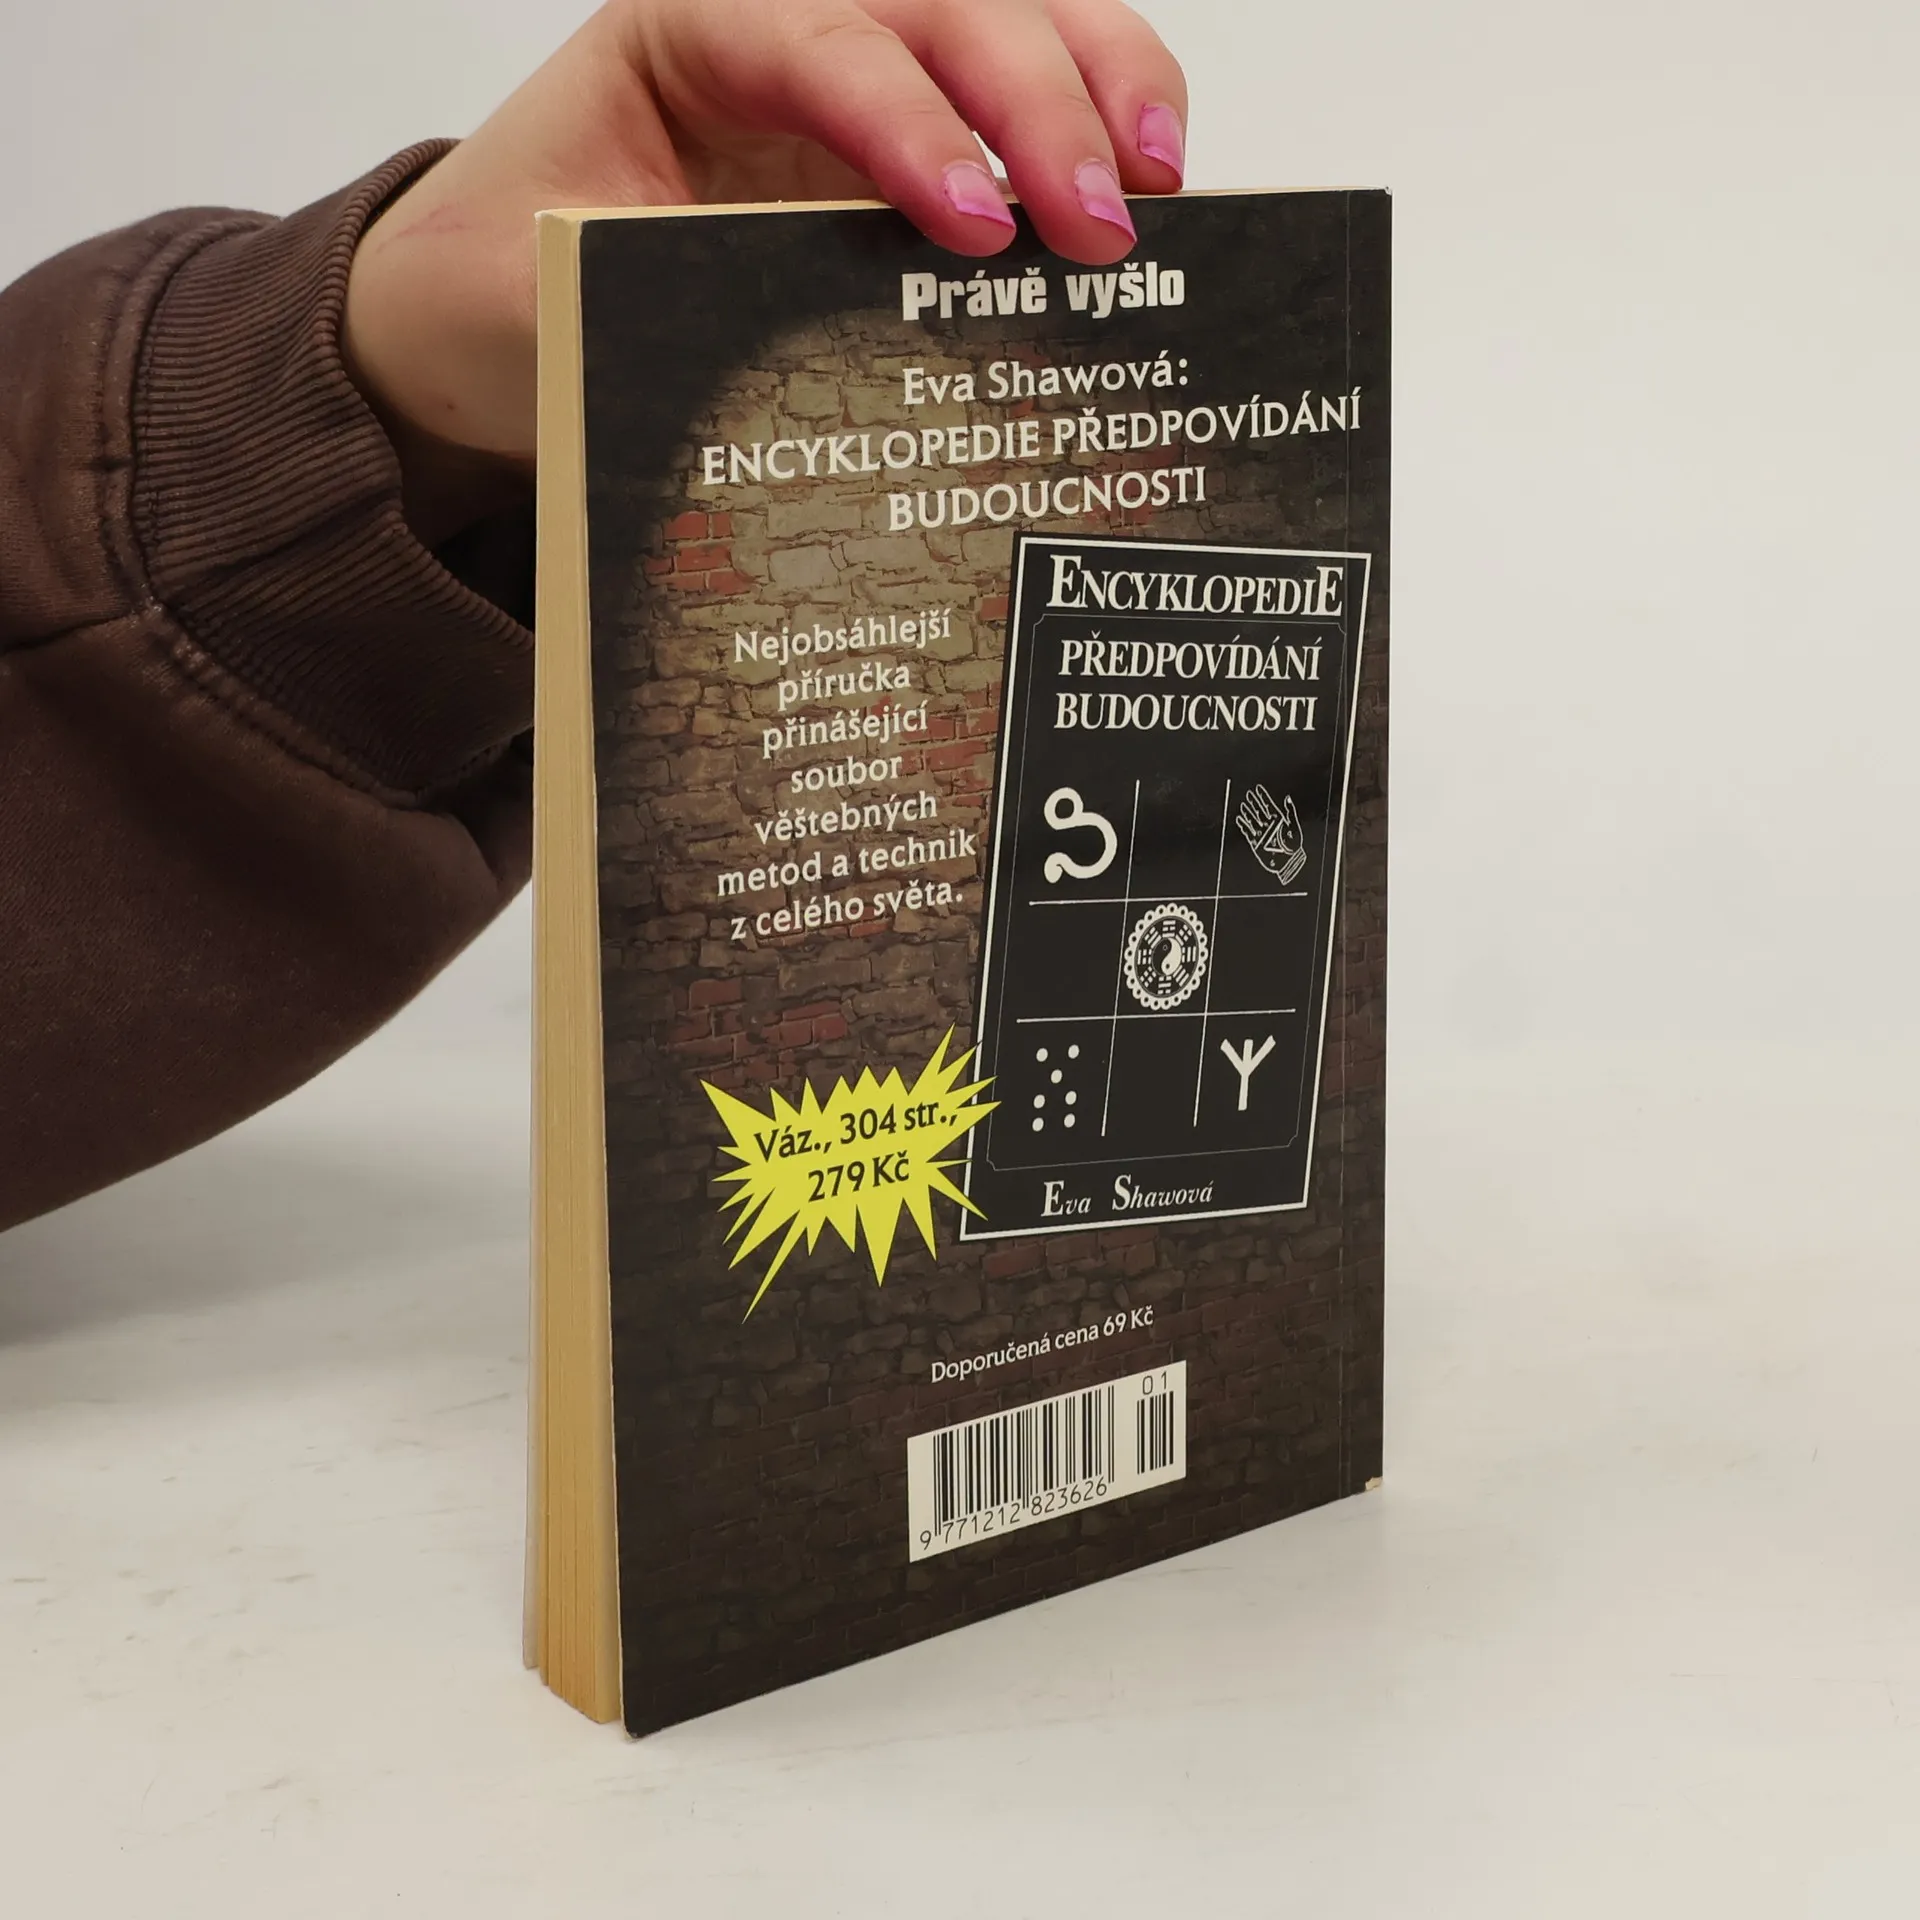 Právě vyšlo
Eva Shawová:
ENCYKLOPEDIE PŘEDPOVÍDÁNÍ
BUDOUCNOSTI
Nejobsáhlejší
příručka
přinášející
soubor
věštebných
metod a technik
z celého světa.
ENCYKLOPEDIE
PŘEDPOVÍDÁNÍ
BUDOUCNOSTI
Eva Shawová
Váz., 304 str.,
279 Kč
Doporučená cena 69 Kč
01
9 771212 823626